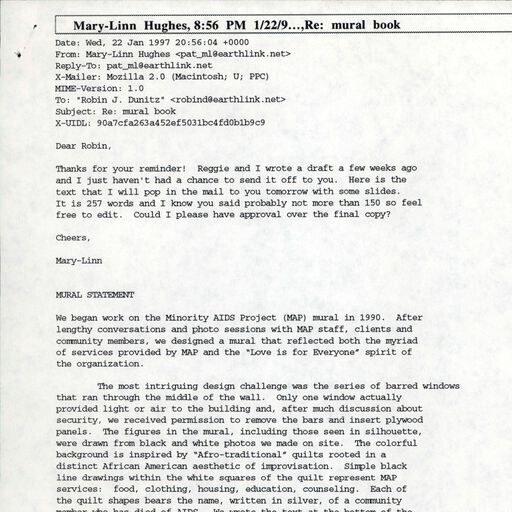 Mary-Linn Hughes, 8:56 PM 1/22/9...,Re: mural book
Date: Wed, 22 Jan 1997 20:56:04 +0000
From: Mary-Linn Hughes <pat_ml@earthlink.net>
Reply-To: pat_ml@earthlink.net
X-Mailer: Mozilla 2.0 (Macintosh; U; PPC)
MIME-Version: 1.0
To: "Robin J. Dunitz" <robind@earthlink.net>
Subject: Re: mural book
X-UIDL: 90a7cfa263a452ef5031bc4fd0b1b9c9
Dear Robin,
Thanks for your reminder!  Reggie and I wrote a draft a few weeks ago
and I just haven't had a chance to send it off to you.  Here is the
text that I will pop in the mail to you tomorrow with some slides.
It is 257 words and I know you said probably not more than 150 so feel
free to edit.  Could I please have approval over the final copy?
Cheers,
Mary-Linn
MURAL STATEMENT
We began work on the Minority AIDS Project (MAP) mural in 1990.  After
lengthy conversations and photo sessions with MAP staff, clients and
community members, we designed a mural that reflected both the myriad
of services provided by MAP and the "Love is for Everyone" spirit of
the organization.
The most intriguing design challenge was the series of barred windows
that ran through the middle of the wall.  Only one window actually
provided light or air to the building and, after much discussion about
security, we received permission to remove the bars and insert plywood
panels.  The figures in the mural, including those seen in silhouette,
were drawn from black and white photos we made on site.  The colorful
background is inspired by "Afro-traditional" quilts rooted in a
distinct African American aesthetic of improvisation.  Simple black
line drawings within the white squares of the quilt represent MAP
services:  food, clothing, housing, education, counseling.  Each of
the quilt shapes bears the name, written in silver, of a community
member who has died of AIDS.  We wrote the text at the bottom of the